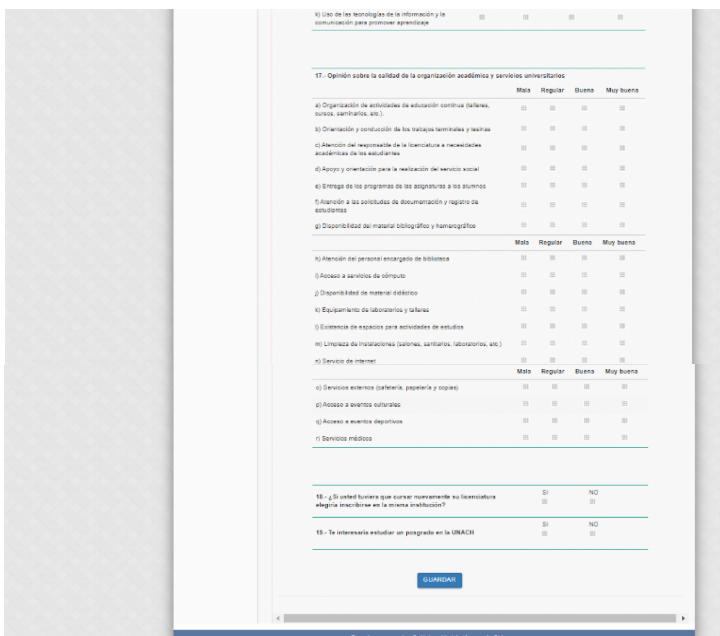 k) Uso de las tecnologías de la información y la
comunicación para promover aprendizaje
17.- Opinión sobre la calidad de la organización académica y servicios universitarios
Mala Regular Buena Muy buena
a) Organización de actividades de educación continua (talleres,
cursos, seminarios, etc.).
b) Orientación y conducción de los trabajos terminales y tesinas
c) Atención del responsable de la licenciatura a necesidades
académicas de los estudiantes
d) Apoyo y orientación para la realización del servicio social
e) Entrega de los programas de las asignaturas a los alumnos
f) Atención a las solicitudes de documentación y registro de
estudiantes
g) Disponibilidad del material bibliográfico y hemerográfico
Mala Regular Buena Muy buena
h) Atención del personal encargado de biblioteca
i) Acceso a servicios de cómputo
j) Disponibilidad de material didáctico
k) Equipamiento de laboratorios y talleres
l) Existencia de espacios para actividades de estudios
m) Limpieza de instalaciones (salones, sanitarios, laboratorios, etc.)
n) Servicio de internet
Mala Regular Buena Muy buena
o) Servicios externos (cafetería, papelería y copias)
p) Acceso a eventos culturales
q) Acceso a eventos deportivos
r) Servicios médicos
18.- ¿Si usted tuviera que cursar nuevamente su licenciatura
elegiría inscribirse en la misma institución?
SI NO
19.- Te interesaría estudiar un posgrado en la UNACH
SI NO
GUARDAR